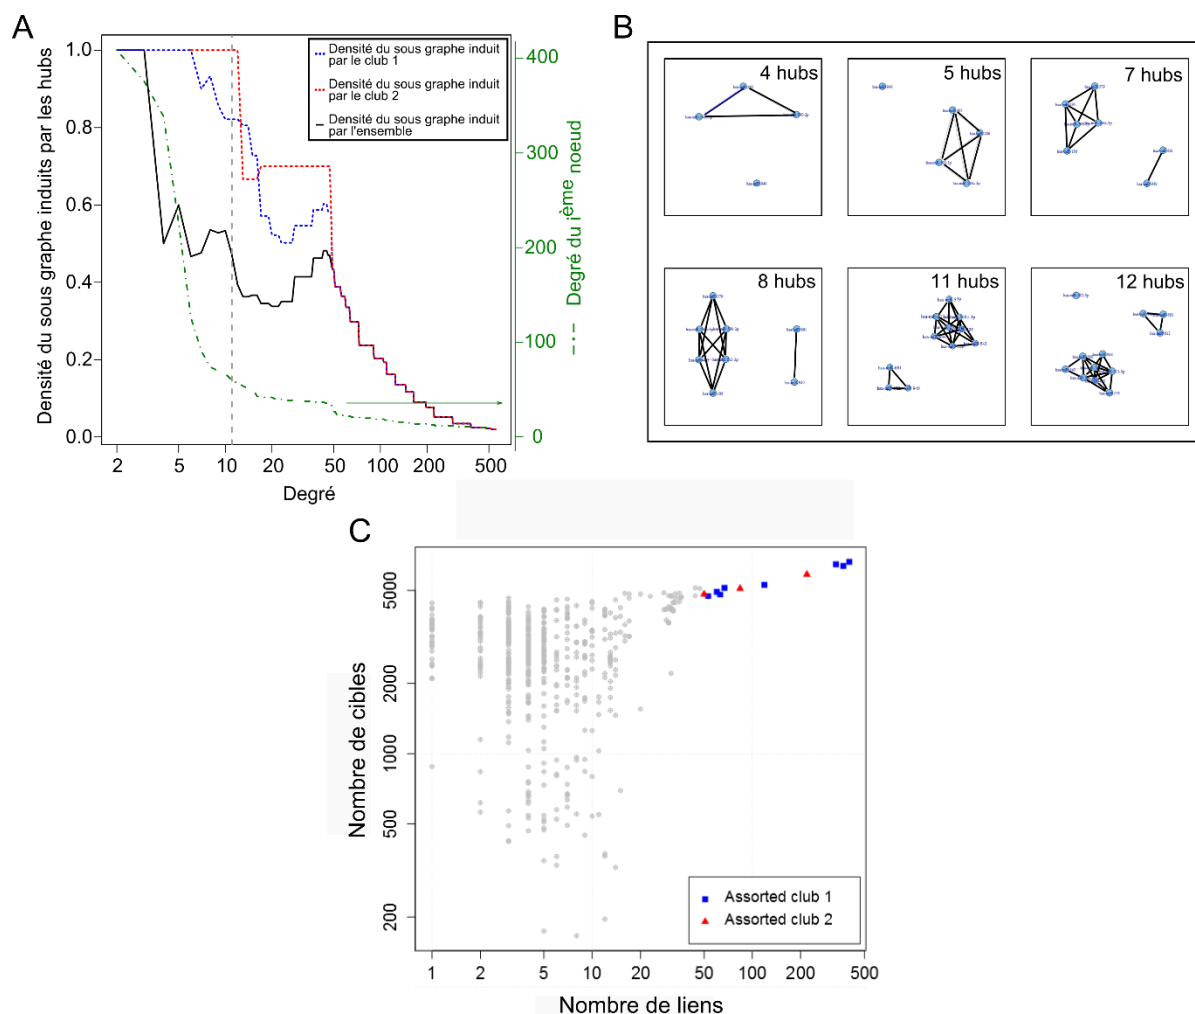 A
Densité du sous graphe induits par les hubs
1.0
0.8
0.6
0.4
0.2
0.0
Densité du sous graphe induit
par le club 1
Densité du sous graphe induit
par le club 2
Densité du sous graphe induit
par l'ensemble
400
300
200
100
0
Degré du ième noeud
2 5 10 20 50 100 200 500
Degré
B
4 hubs
5 hubs
7 hubs
8 hubs
11 hubs
12 hubs
C
Nombre de cibles
5000
2000
1000
500
200
Assorted club 1
Assorted club 2
1 2 5 10 20 50 100 200 500
Nombre de liens